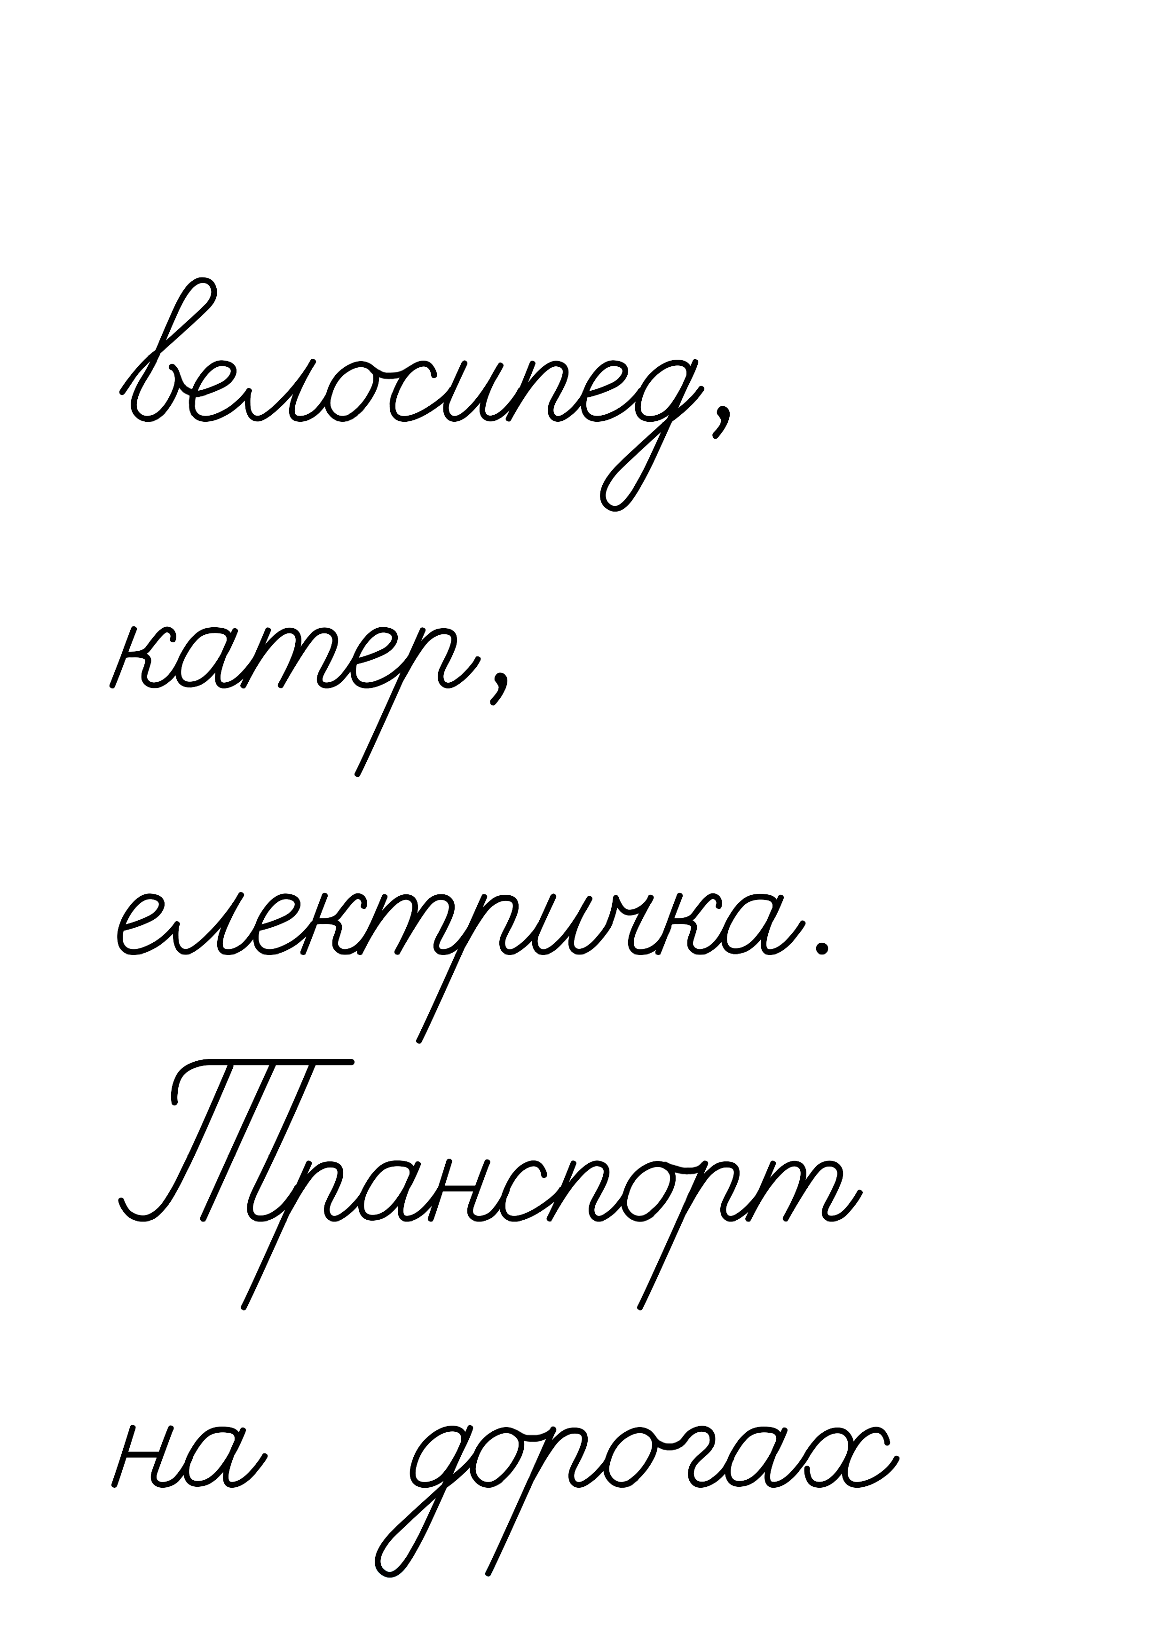 велосипед,
катер,
електричка.
Транспорт
на дорогах